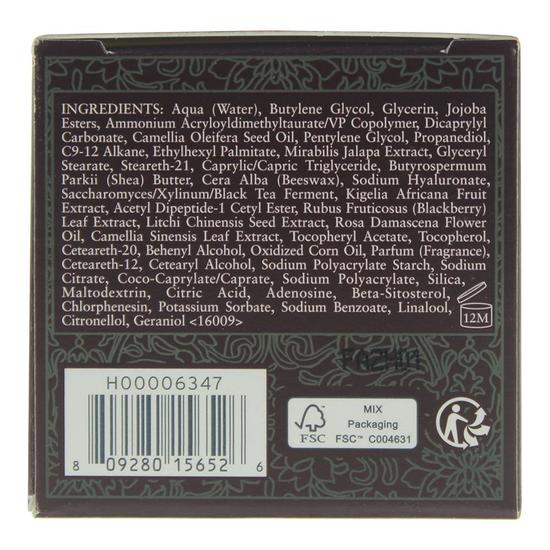 INGREDIENTS: Aqua (Water), Butylene Glycol, Glycerin, Jojoba
Esters, Ammonium Acryloyldimethyltaurate/VP Copolymer, Dicaprylyl
Carbonate, Camellia Oleifera Seed Oil, Pentylene Glycol, Propanediol,
C9-12 Alkane, Ethylhexyl Palmitate, Mirabilis Jalapa Extract, Glyceryl
Stearate, Steareth-21, Caprylic/Capric Triglyceride, Butyrospermum
Parkii (Shea) Butter, Cera Alba (Beeswax), Sodium Hyaluronate,
Saccharomyces/Xylinum/Black Tea Ferment, Kigelia Africana Fruit
Extract, Acetyl Dipeptide-1 Cetyl Ester, Rubus Fruticosus (Blackberry)
Leaf Extract, Litchi Chinensis Seed Extract, Rosa Damascena Flower
Oil, Camellia Sinensis Leaf Extract, Tocopheryl Acetate, Tocopherol,
Ceteareth-20, Behenyl Alcohol, Oxidized Corn Oil, Parfum (Fragrance),
Ceteareth-12, Cetearyl Alcohol, Sodium Polyacrylate Starch, Sodium
Citrate, Coco-Caprylate/Caprate, Sodium Polyacrylate, Silica,
Maltodextrin, Citric Acid, Adenosine, Beta-Sitosterol,
Chlorphenesin, Potassium Sorbate, Sodium Benzoate, Linalool,
Citronellol, Geraniol <16009>
12M
H00006347
8 09280 15652 6
FSC
MIX
Packaging
FSC™ C004631